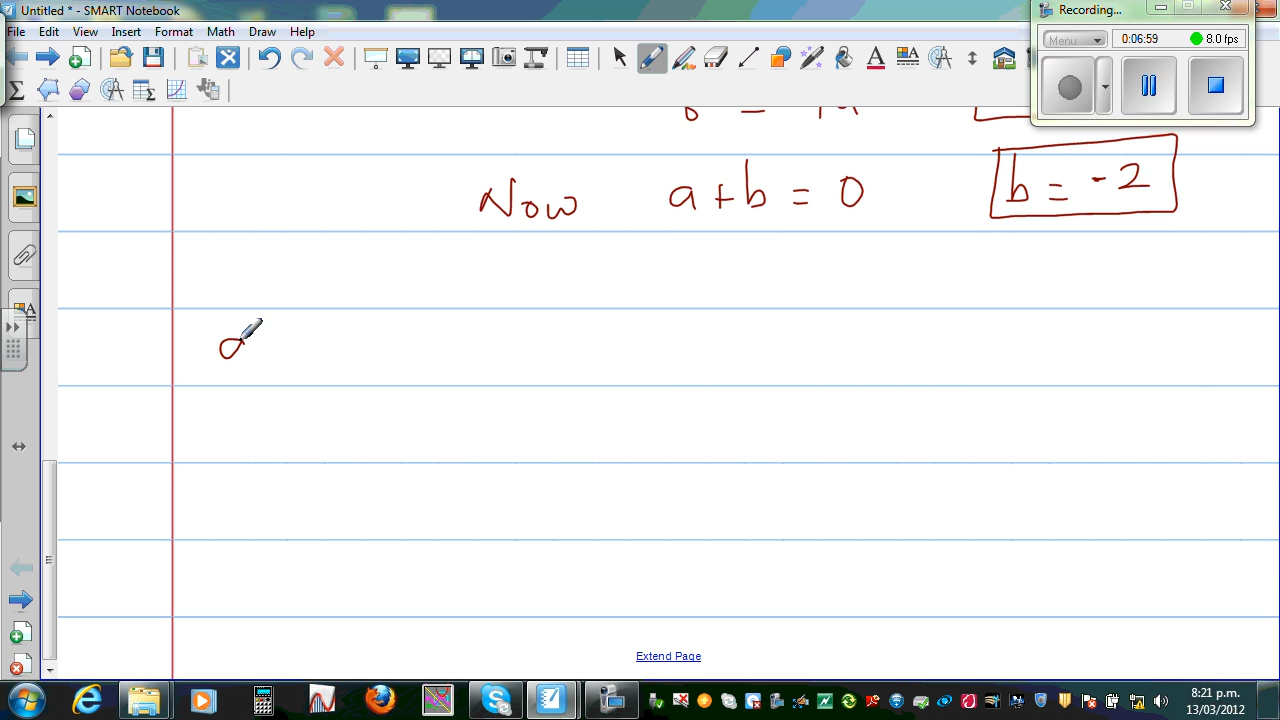 Untitled * - SMART Notebook
Recording...
File Edit View Insert Format Math Draw Help
Menu 0:06:59 8.0 fps
Now a+b = 0 b = -2
Extend Page
8:21 p.m.
13/03/2012